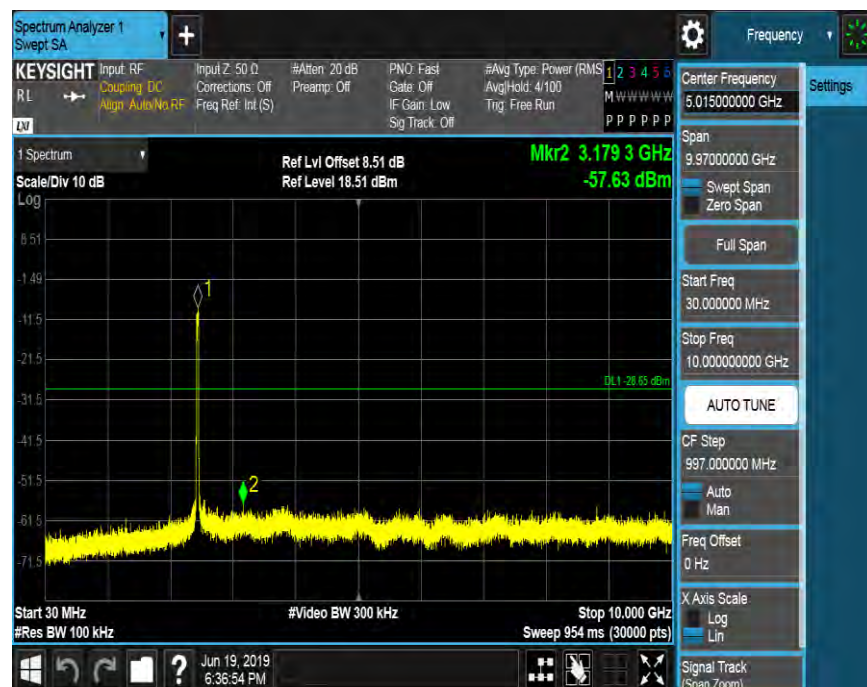 Spectrum Analyzer 1
Swept SA
Frequency
KEYSIGHT
RL
LXI
Input: RF
Coupling: DC
Align: Auto/No RF
Input Z: 50 Ω
Corrections: Off
Freq Ref: Int (S)
#Atten: 20 dB
Preamp: Off
PNO: Fast
Gate: Off
IF Gain: Low
Sig Track: Off
#Avg Type: Power (RMS
Avg|Hold: 4/100
Trig: Free Run
1 2 3 4 5 6
M W W W W W
P P P P P P
1 Spectrum
Scale/Div 10 dB
Ref Lvl Offset 8.51 dB
Ref Level 18.51 dBm
Mkr2 3.179 3 GHz
-57.63 dBm
Log
8.51
-1.49
-11.5
-21.5
-31.5
-41.5
-51.5
-61.5
-71.5
1
2
DL1 -28.65 dBm
Start 30 MHz
#Res BW 100 kHz
#Video BW 300 kHz
Stop 10.000 GHz
Sweep 954 ms (30000 pts)
Center Frequency
5.015000000 GHz
Settings
Span
9.97000000 GHz
Swept Span
Zero Span
Full Span
Start Freq
30.000000 MHz
Stop Freq
10.000000000 GHz
AUTO TUNE
CF Step
997.000000 MHz
Auto
Man
Freq Offset
0 Hz
X Axis Scale
Log
Lin
Signal Track
(Span Zoom)
?
Jun 19, 2019
6:36:54 PM